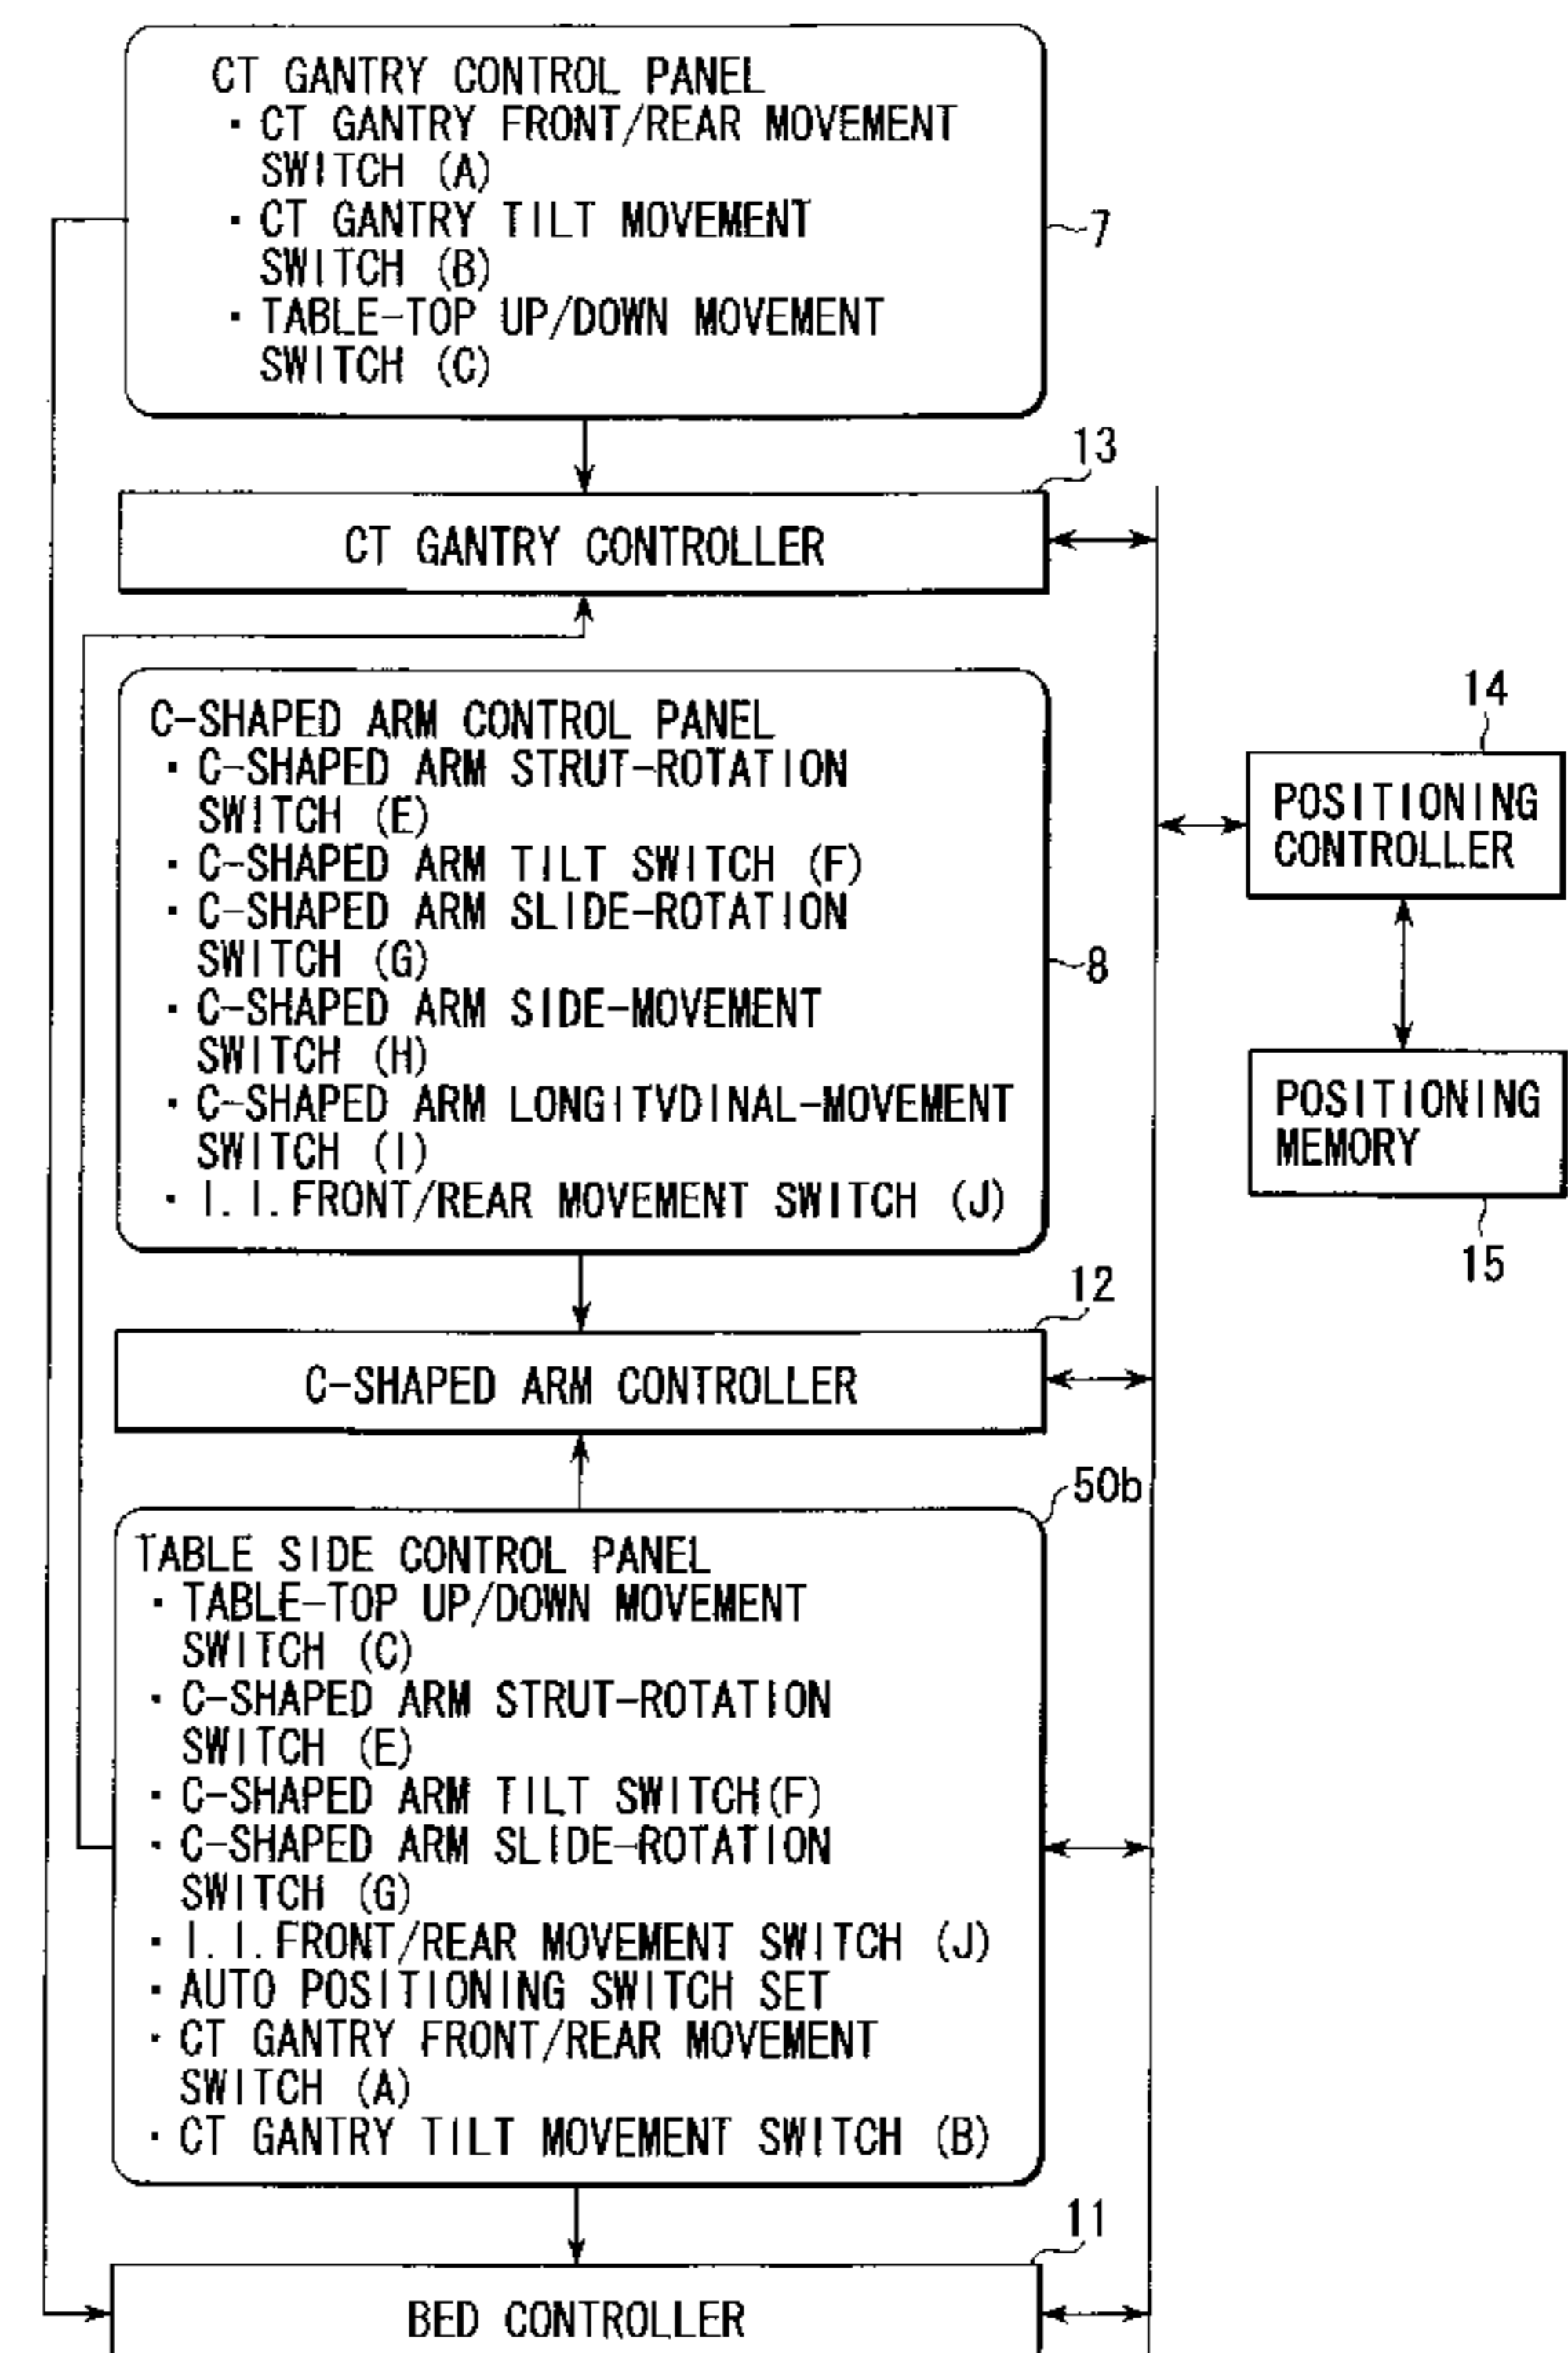 CT GANTRY CONTROL PANEL
・CT GANTRY FRONT/REAR MOVEMENT
SWITCH (A)
・CT GANTRY TILT MOVEMENT
SWITCH (B)
・TABLE-TOP UP/DOWN MOVEMENT
SWITCH (C)
7
13
CT GANTRY CONTROLLER
C-SHAPED ARM CONTROL PANEL
・C-SHAPED ARM STRUT-ROTATION
SWITCH (E)
・C-SHAPED ARM TILT SWITCH (F)
・C-SHAPED ARM SLIDE-ROTATION
SWITCH (G)
・C-SHAPED ARM SIDE-MOVEMENT
SWITCH (H)
・C-SHAPED ARM LONGITVDINAL-MOVEMENT
SWITCH (I)
・I.I.FRONT/REAR MOVEMENT SWITCH (J)
8
14
POSITIONING
CONTROLLER
POSITIONING
MEMORY
15
12
C-SHAPED ARM CONTROLLER
50b
TABLE SIDE CONTROL PANEL
・TABLE-TOP UP/DOWN MOVEMENT
SWITCH (C)
・C-SHAPED ARM STRUT-ROTATION
SWITCH (E)
・C-SHAPED ARM TILT SWITCH(F)
・C-SHAPED ARM SLIDE-ROTATION
SWITCH (G)
・I.I.FRONT/REAR MOVEMENT SWITCH (J)
・AUTO POSITIONING SWITCH SET
・CT GANTRY FRONT/REAR MOVEMENT
SWITCH (A)
・CT GANTRY TILT MOVEMENT SWITCH (B)
11
BED CONTROLLER